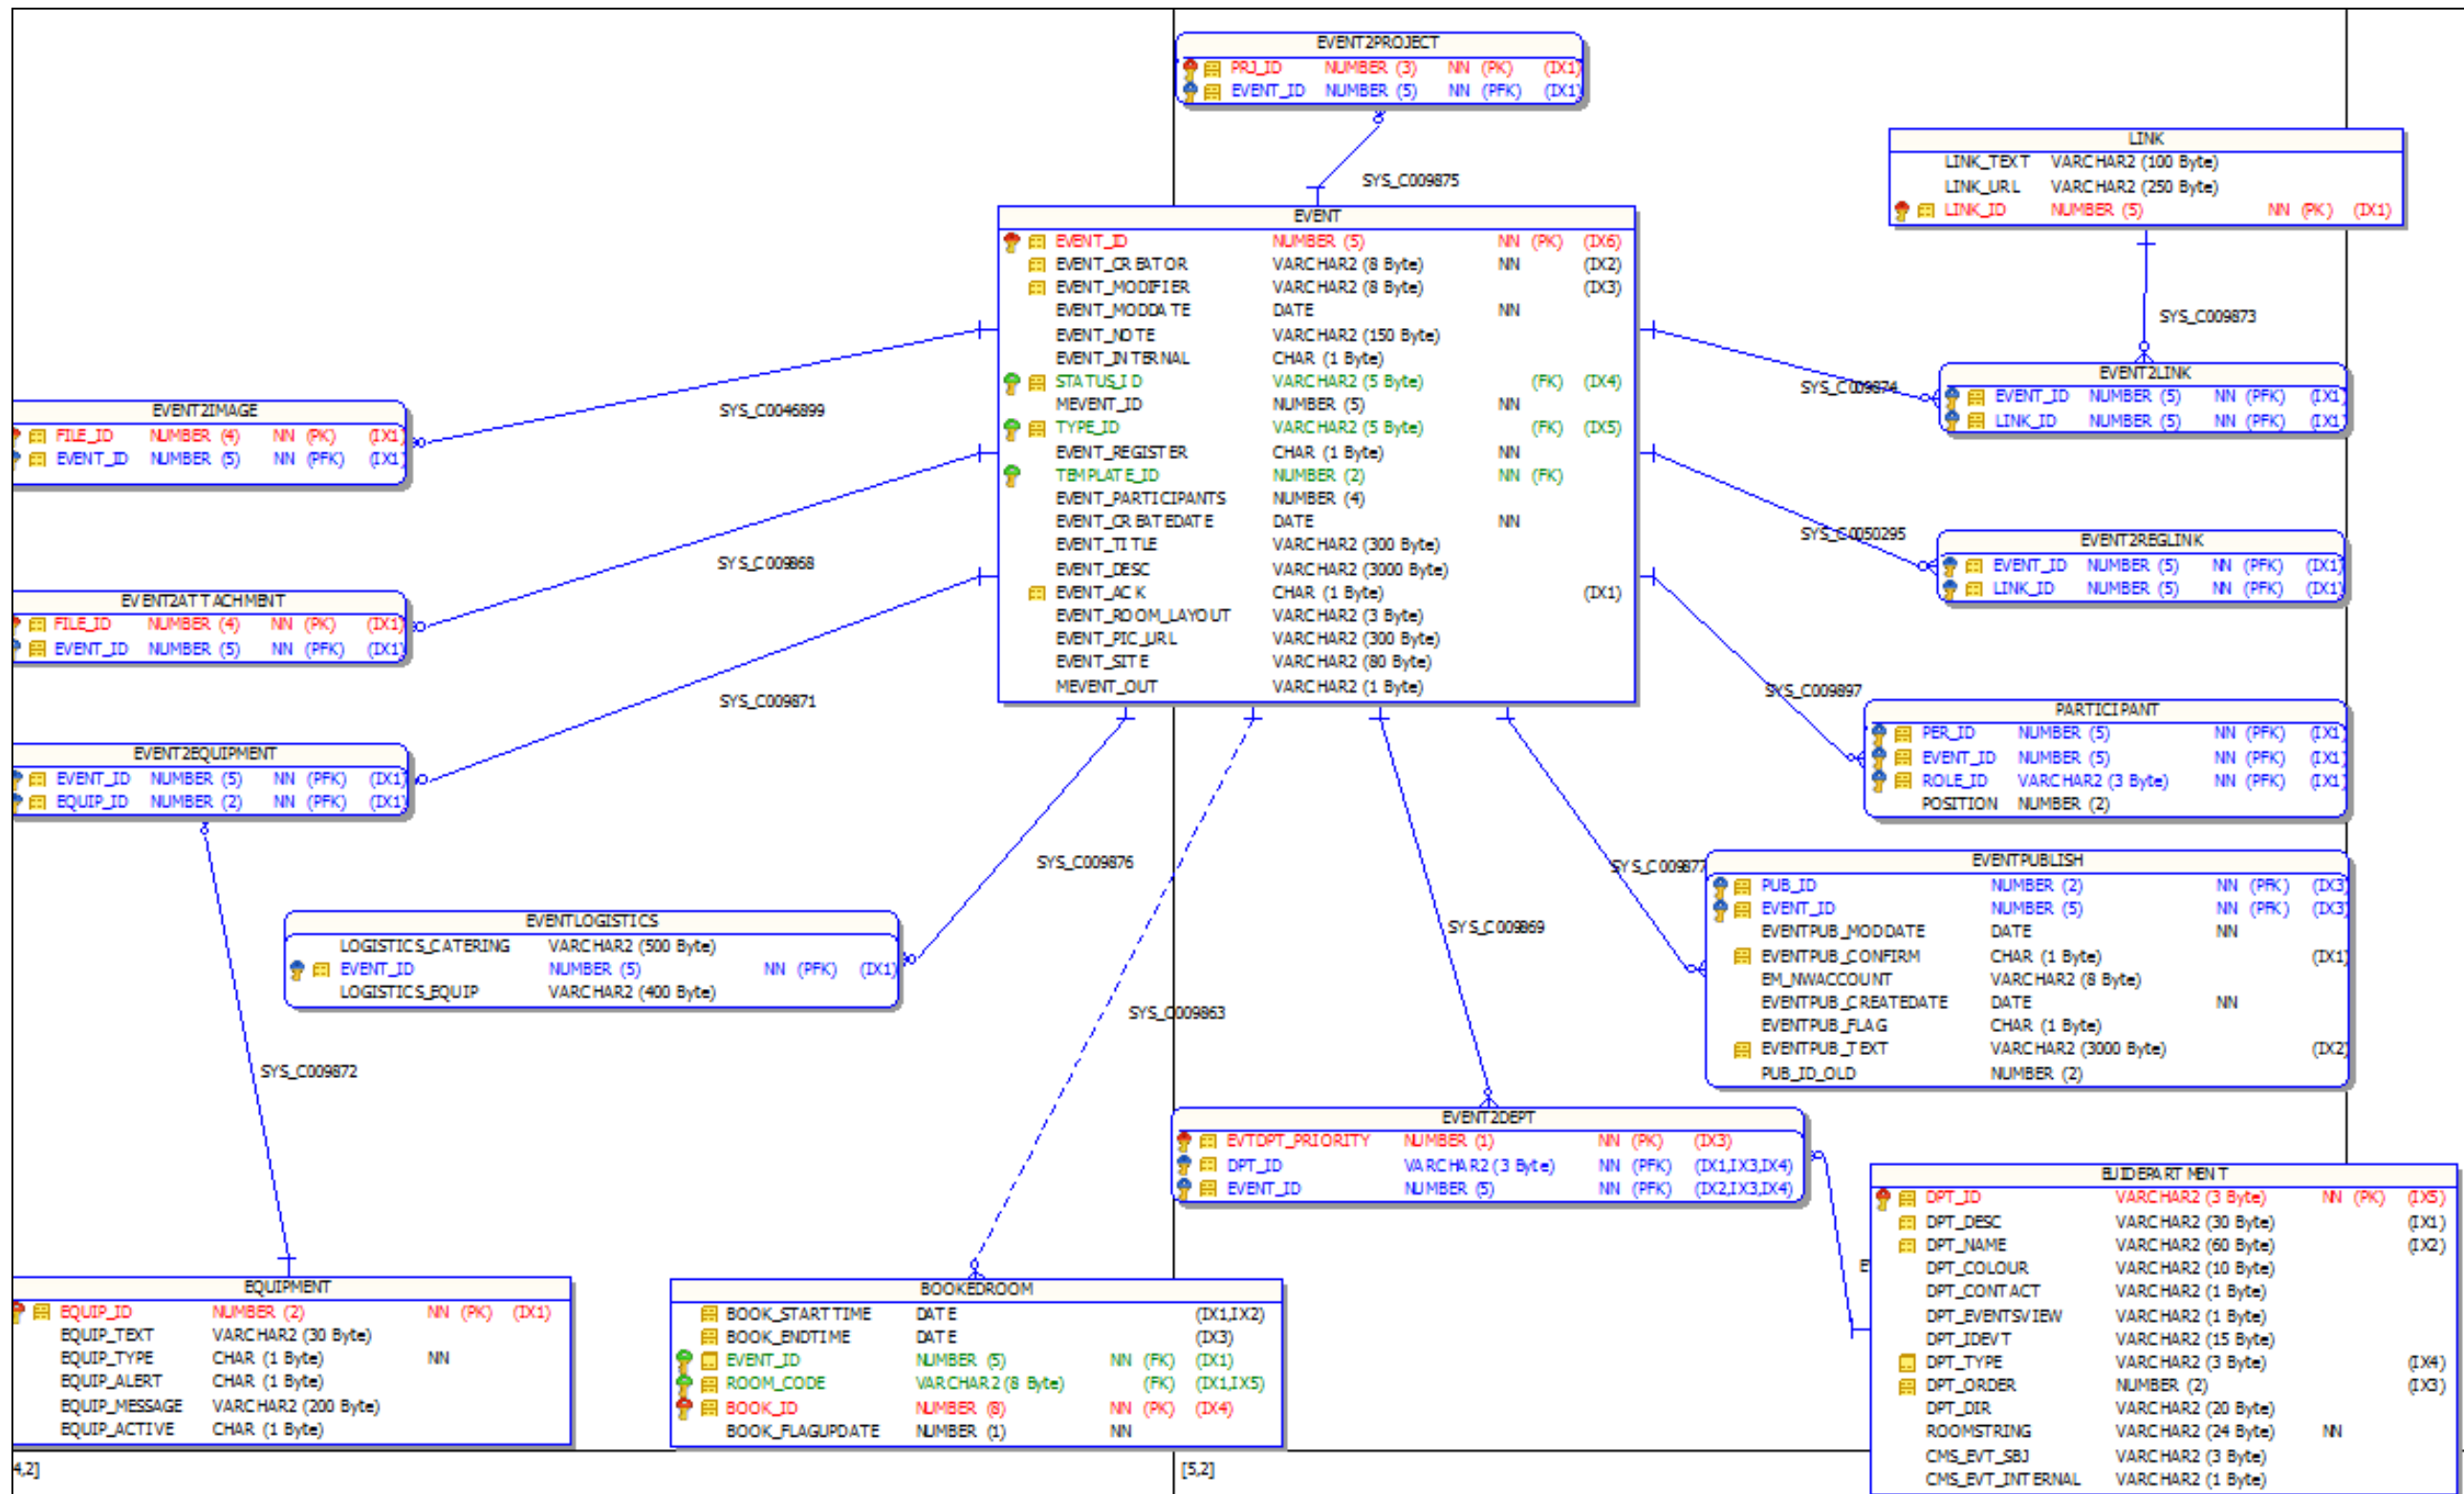 EVENT2PROJECT
PRJ_ID NUMBER (3) NN (PK) (IX1)
EVENT_ID NUMBER (5) NN (PFK) (IX1)
SYS_C009875
LINK
LINK_TEXT VARCHAR2 (100 Byte)
LINK_URL VARCHAR2 (250 Byte)
LINK_ID NUMBER (5) NN (PK) (IX1)
SYS_C009873
EVENT
EVENT_ID NUMBER (5) NN (PK) (IX6)
EVENT_CREATOR VARCHAR2 (8 Byte) NN (IX2)
EVENT_MODIFIER VARCHAR2 (8 Byte) (IX3)
EVENT_MODDATE DATE NN
EVENT_NOTE VARCHAR2 (150 Byte)
EVENT_INTERNAL CHAR (1 Byte)
STATUS_ID VARCHAR2 (5 Byte) (FK) (IX4)
MEVENT_ID NUMBER (5) NN
TYPE_ID VARCHAR2 (5 Byte) (FK) (IX5)
EVENT_REGISTER CHAR (1 Byte) NN
TEMPLATE_ID NUMBER (2) NN (FK)
EVENT_PARTICIPANTS NUMBER (4)
EVENT_CREATEDATE DATE NN
EVENT_TITLE VARCHAR2 (300 Byte)
EVENT_DESC VARCHAR2 (3000 Byte)
EVENT_ACK CHAR (1 Byte) (IX1)
EVENT_ROOM_LAYOUT VARCHAR2 (3 Byte)
EVENT_PIC_URL VARCHAR2 (300 Byte)
EVENT_SITE VARCHAR2 (80 Byte)
MEVENT_OUT VARCHAR2 (1 Byte)
SYS_C009874
EVENT2LINK
EVENT_ID NUMBER (5) NN (PFK) (IX1)
LINK_ID NUMBER (5) NN (PFK) (IX1)
EVENT2IMAGE
FILE_ID NUMBER (4) NN (PK) (IX1)
EVENT_ID NUMBER (5) NN (PFK) (IX1)
SYS_C0046899
SYS_C0050295
EVENT2REGLINK
EVENT_ID NUMBER (5) NN (PFK) (IX1)
LINK_ID NUMBER (5) NN (PFK) (IX1)
SYS_C009868
EVENT2ATTACHMENT
FILE_ID NUMBER (4) NN (PK) (IX1)
EVENT_ID NUMBER (5) NN (PFK) (IX1)
SYS_C009871
SYS_C009897
PARTICIPANT
PER_ID NUMBER (5) NN (PFK) (IX1)
EVENT_ID NUMBER (5) NN (PFK) (IX1)
ROLE_ID VARCHAR2 (3 Byte) NN (PFK) (IX1)
POSITION NUMBER (2)
EVENT2EQUIPMENT
EVENT_ID NUMBER (5) NN (PFK) (IX1)
EQUIP_ID NUMBER (2) NN (PFK) (IX1)
SYS_C009876
SYS_C009877
EVENTPUBLISH
PUB_ID NUMBER (2) NN (PFK) (IX3)
EVENT_ID NUMBER (5) NN (PFK) (IX3)
EVENTPUB_MODDATE DATE NN
EVENTPUB_CONFIRM CHAR (1 Byte) (IX1)
EM_NWACCOUNT VARCHAR2 (8 Byte)
EVENTPUB_CREATEDATE DATE NN
EVENTPUB_FLAG CHAR (1 Byte)
EVENTPUB_TEXT VARCHAR2 (3000 Byte) (IX2)
PUB_ID_OLD NUMBER (2)
EVENTLOGISTICS
LOGISTICS_CATERING VARCHAR2 (500 Byte)
EVENT_ID NUMBER (5) NN (PFK) (IX1)
LOGISTICS_EQUIP VARCHAR2 (400 Byte)
SYS_C009869
SYS_C009863
SYS_C009872
EVENT2DEPT
EVTDPT_PRIORITY NUMBER (1) NN (PK) (IX3)
DPT_ID VARCHAR2 (3 Byte) NN (PFK) (IX1,IX3,IX4)
EVENT_ID NUMBER (5) NN (PFK) (IX2,IX3,IX4)
E
EUIDEPARTMENT
DPT_ID VARCHAR2 (3 Byte) NN (PK) (IX5)
DPT_DESC VARCHAR2 (30 Byte) (IX1)
DPT_NAME VARCHAR2 (60 Byte) (IX2)
DPT_COLOUR VARCHAR2 (10 Byte)
DPT_CONTACT VARCHAR2 (1 Byte)
DPT_EVENTSVIEW VARCHAR2 (1 Byte)
DPT_IDEVT VARCHAR2 (15 Byte)
DPT_TYPE VARCHAR2 (3 Byte) (IX4)
DPT_ORDER NUMBER (2) (IX3)
DPT_DIR VARCHAR2 (20 Byte)
ROOMSTRING VARCHAR2 (24 Byte) NN
CMS_EVT_SBJ VARCHAR2 (3 Byte)
CMS_EVT_INTERNAL VARCHAR2 (1 Byte)
EQUIPMENT
EQUIP_ID NUMBER (2) NN (PK) (IX1)
EQUIP_TEXT VARCHAR2 (30 Byte)
EQUIP_TYPE CHAR (1 Byte) NN
EQUIP_ALERT CHAR (1 Byte)
EQUIP_MESSAGE VARCHAR2 (200 Byte)
EQUIP_ACTIVE CHAR (1 Byte)
BOOKEDROOM
BOOK_STARTTIME DATE (IX1,IX2)
BOOK_ENDTIME DATE (IX3)
EVENT_ID NUMBER (5) NN (FK) (IX1)
ROOM_CODE VARCHAR2 (8 Byte) (FK) (IX1,IX5)
BOOK_ID NUMBER (8) NN (PK) (IX4)
BOOK_FLAGUPDATE NUMBER (1) NN
4,2]
[5,2]